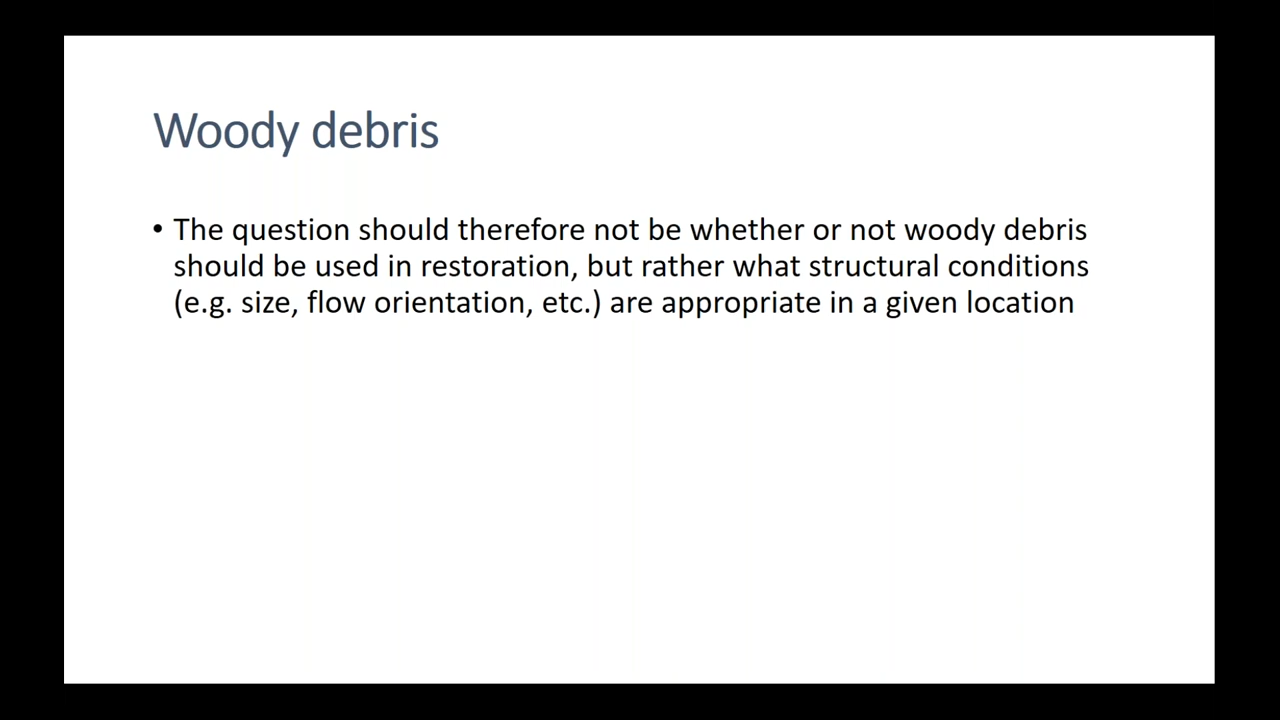 Woody debris
• The question should therefore not be whether or not woody debris
should be used in restoration, but rather what structural conditions
(e.g. size, flow orientation, etc.) are appropriate in a given location